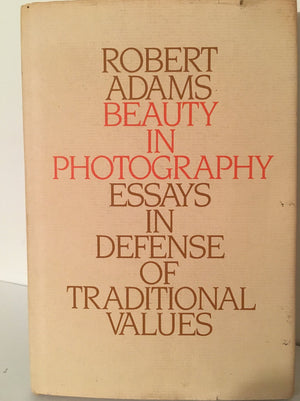 ROBERT
ADAMS
BEAUTY
IN
PHOTOGRAPHY
ESSAYS
IN
DEFENSE
OF
TRADITIONAL
VALUES